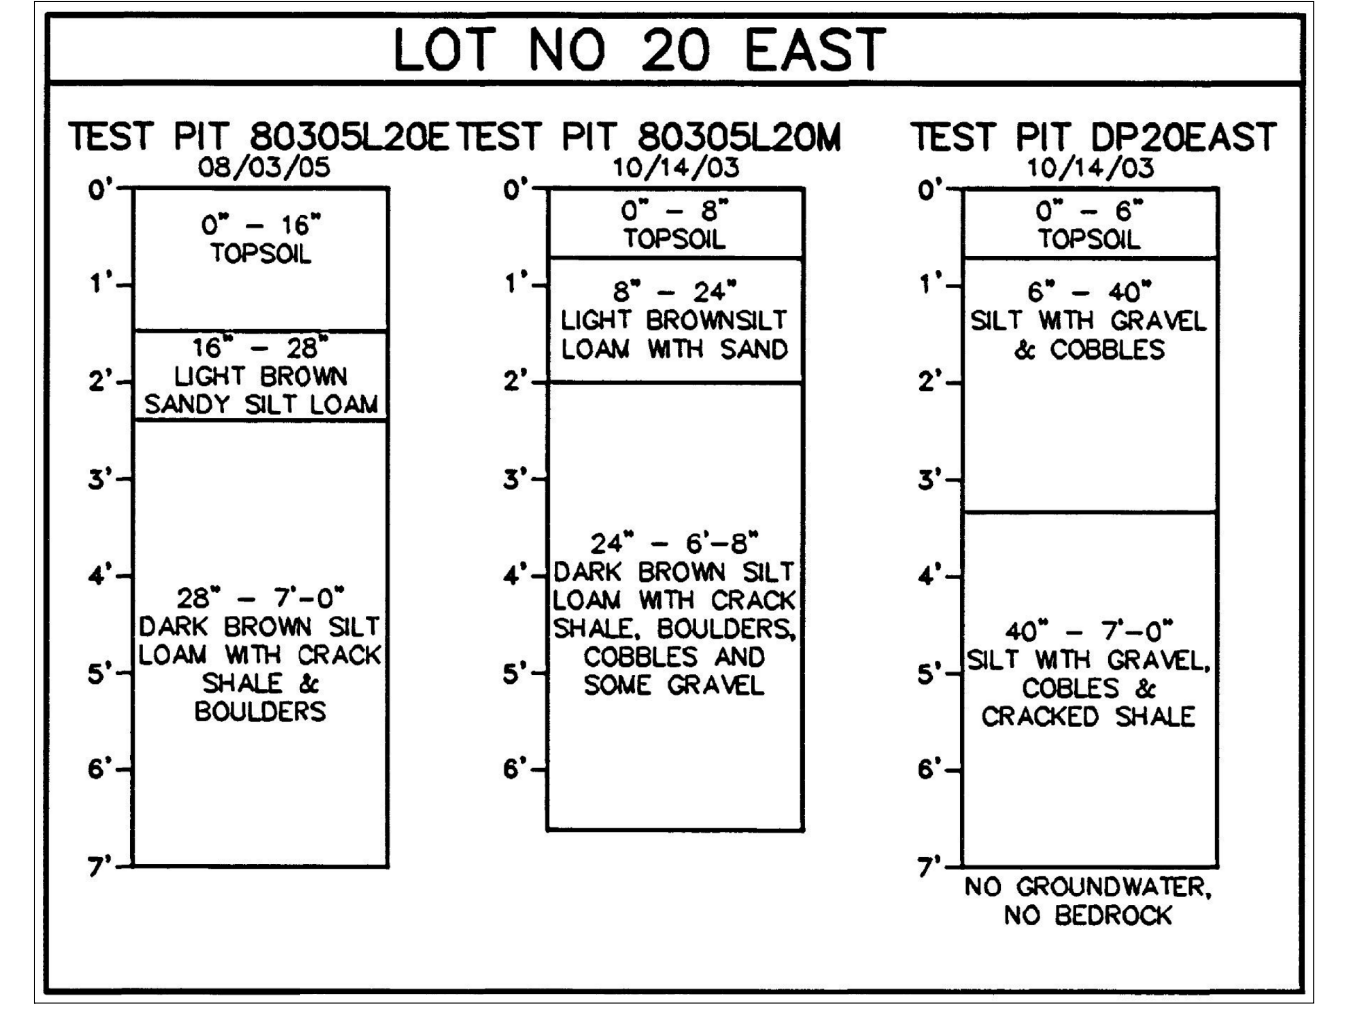 LOT NO 20 EAST
TEST PIT 80305L20E
08/03/05
0'
0" - 16"
TOPSOIL
1'
16" - 28"
LIGHT BROWN
SANDY SILT LOAM
2'
3'
4'
28" - 7'-0"
DARK BROWN SILT
LOAM WITH CRACK
SHALE &
BOULDERS
5'
6'
7'
TEST PIT 80305L20M
10/14/03
0'
0" - 8"
TOPSOIL
1'
8" - 24"
LIGHT BROWNSILT
LOAM WITH SAND
2'
3'
24" - 6'-8"
4'
DARK BROWN SILT
LOAM WITH CRACK
SHALE, BOULDERS,
COBBLES AND
SOME GRAVEL
5'
6'
TEST PIT DP20EAST
10/14/03
0'
0" - 6"
TOPSOIL
1'
6" - 40"
SILT WITH GRAVEL
& COBBLES
2'
3'
4'
40" - 7'-0"
SILT WITH GRAVEL,
COBLES &
CRACKED SHALE
5'
6'
7'
NO GROUNDWATER,
NO BEDROCK